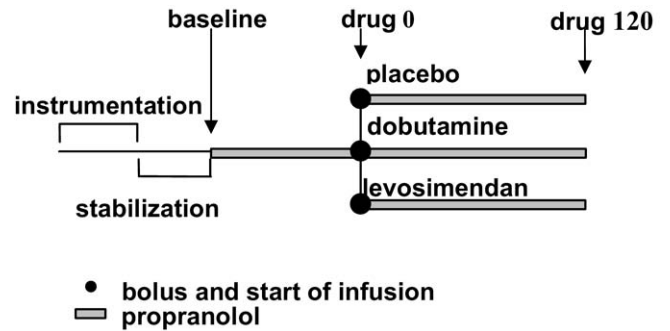 baseline
drug 0
drug 120
placebo
instrumentation
dobutamine
levosimendan
stabilization
bolus and start of infusion
propranolol